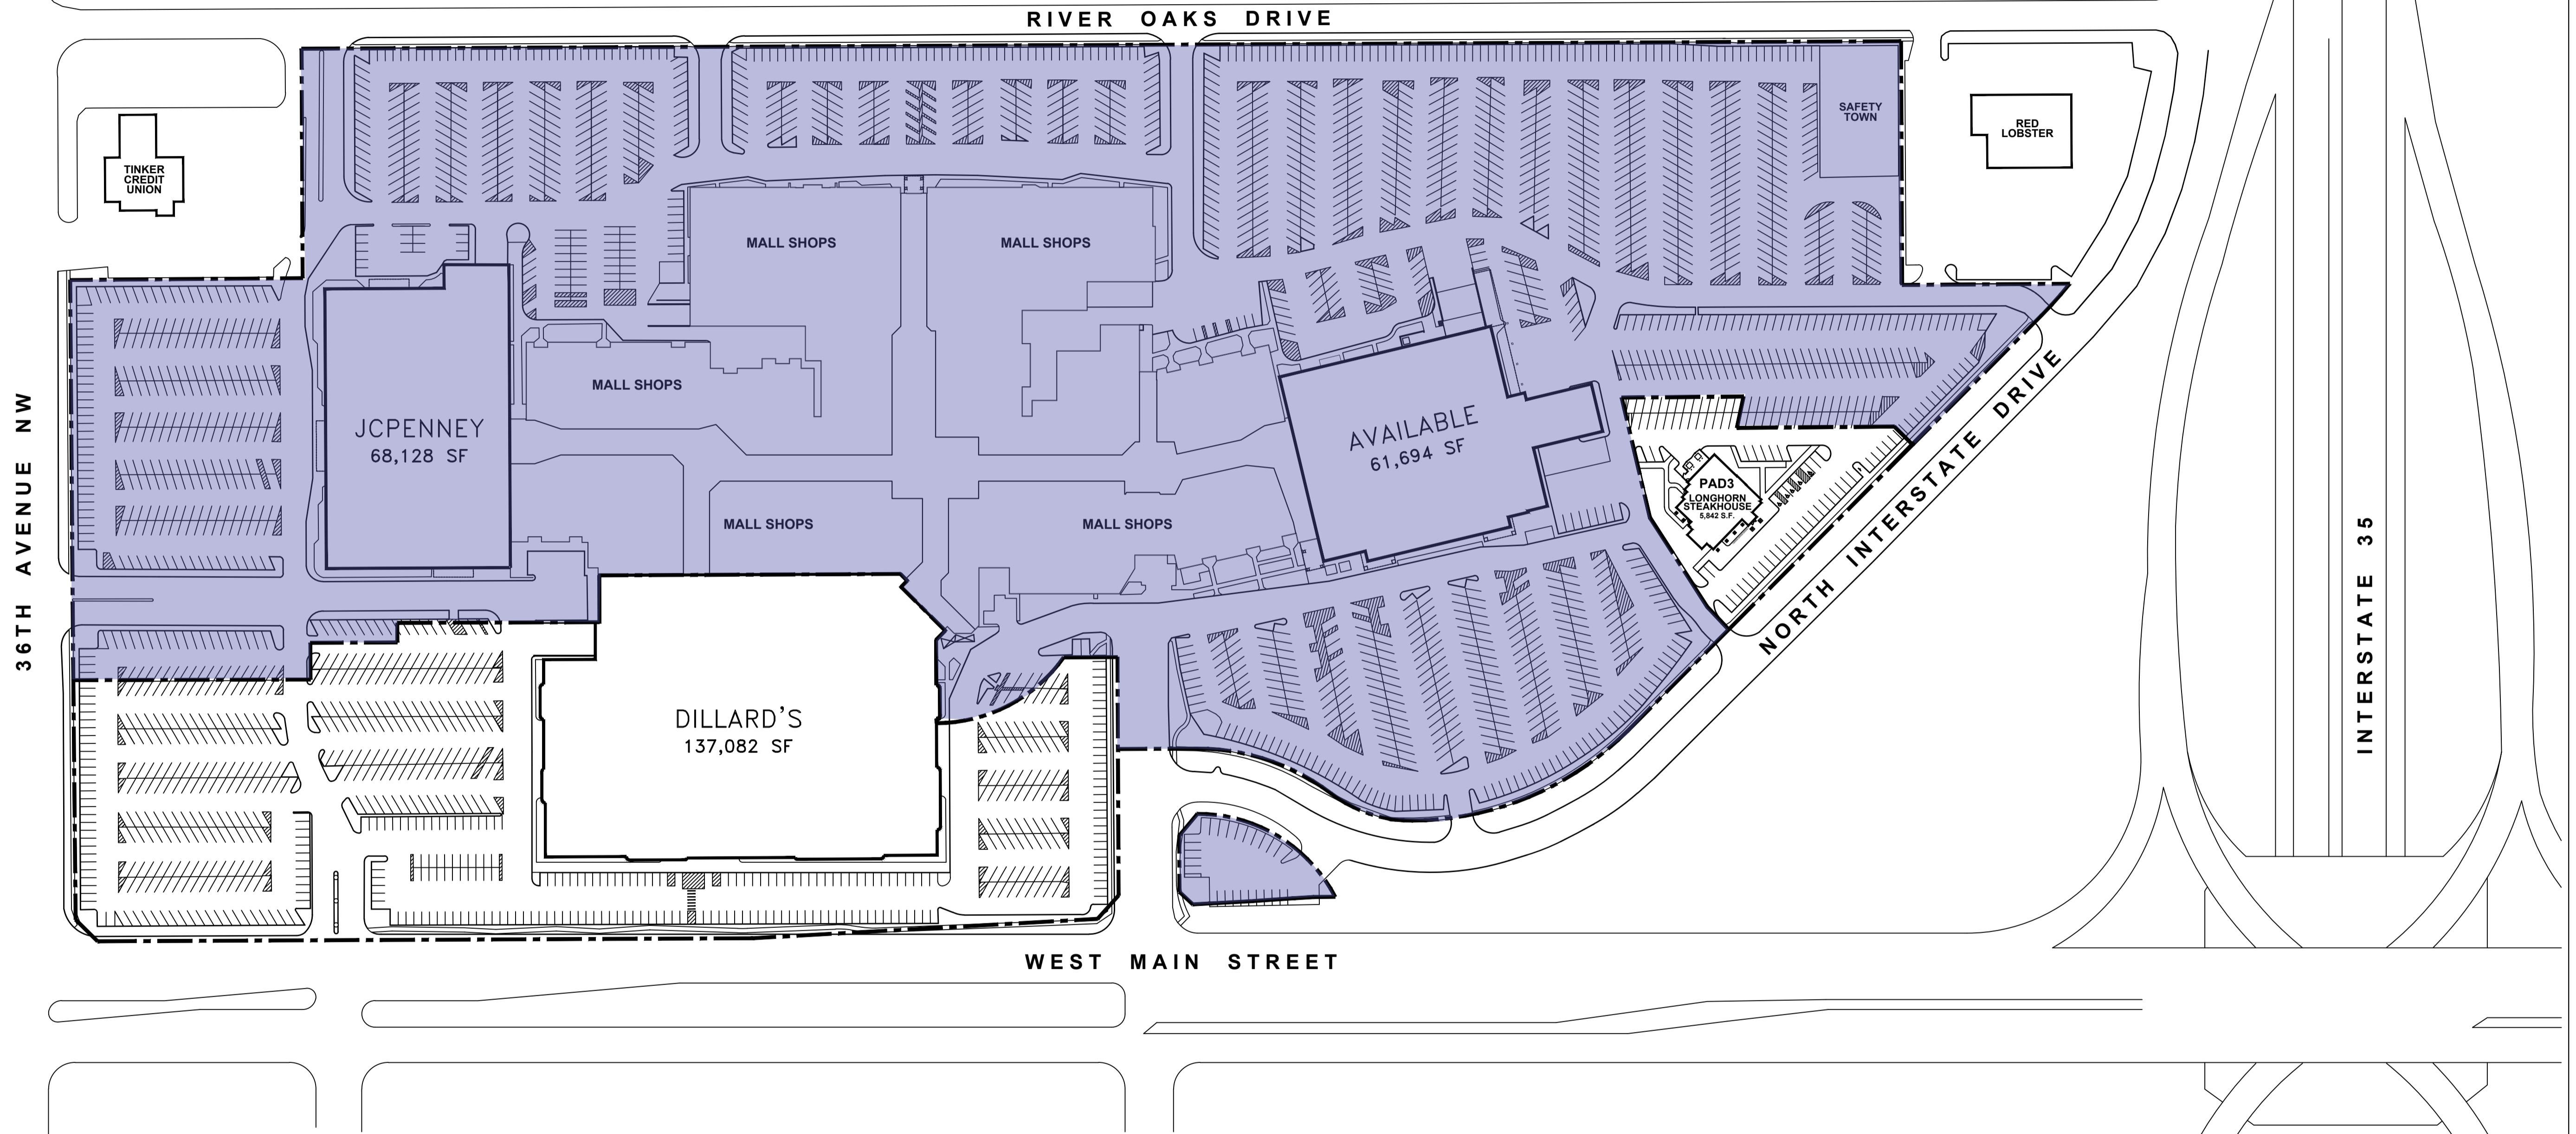 RIVER OAKS DRIVE
SAFETY
TOWN
RED
LOBSTER
TINKER
CREDIT
UNION
MALL SHOPS
MALL SHOPS
MALL SHOPS
JCPENNEY
68,128 SF
AVAILABLE
61,694 SF
36TH AVENUE NW
PAD3
LONGHORN
STEAKHOUSE
5,842 S.F.
MALL SHOPS
MALL SHOPS
NORTH INTERSTATE DRIVE
INTERSTATE 35
DILLARD'S
137,082 SF
WEST MAIN STREET